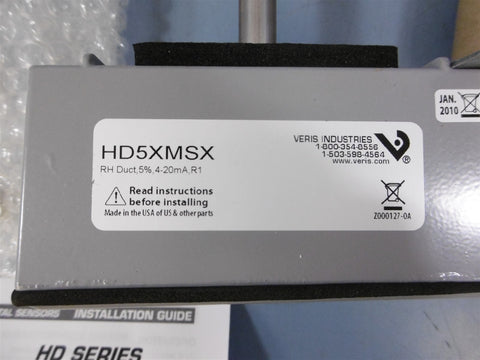 JAN.
2010
VERIS INDUSTRIES
1-800-354-8556
1-503-598-4564
www.veris.com
HD5XMSX
RH Duct,5%,4-20mA,R1
Read instructions
before installing
Made in the USA of US & other parts
Z000127-0A
TAL SENSORS INSTALLATION GUIDE
HD SERIES